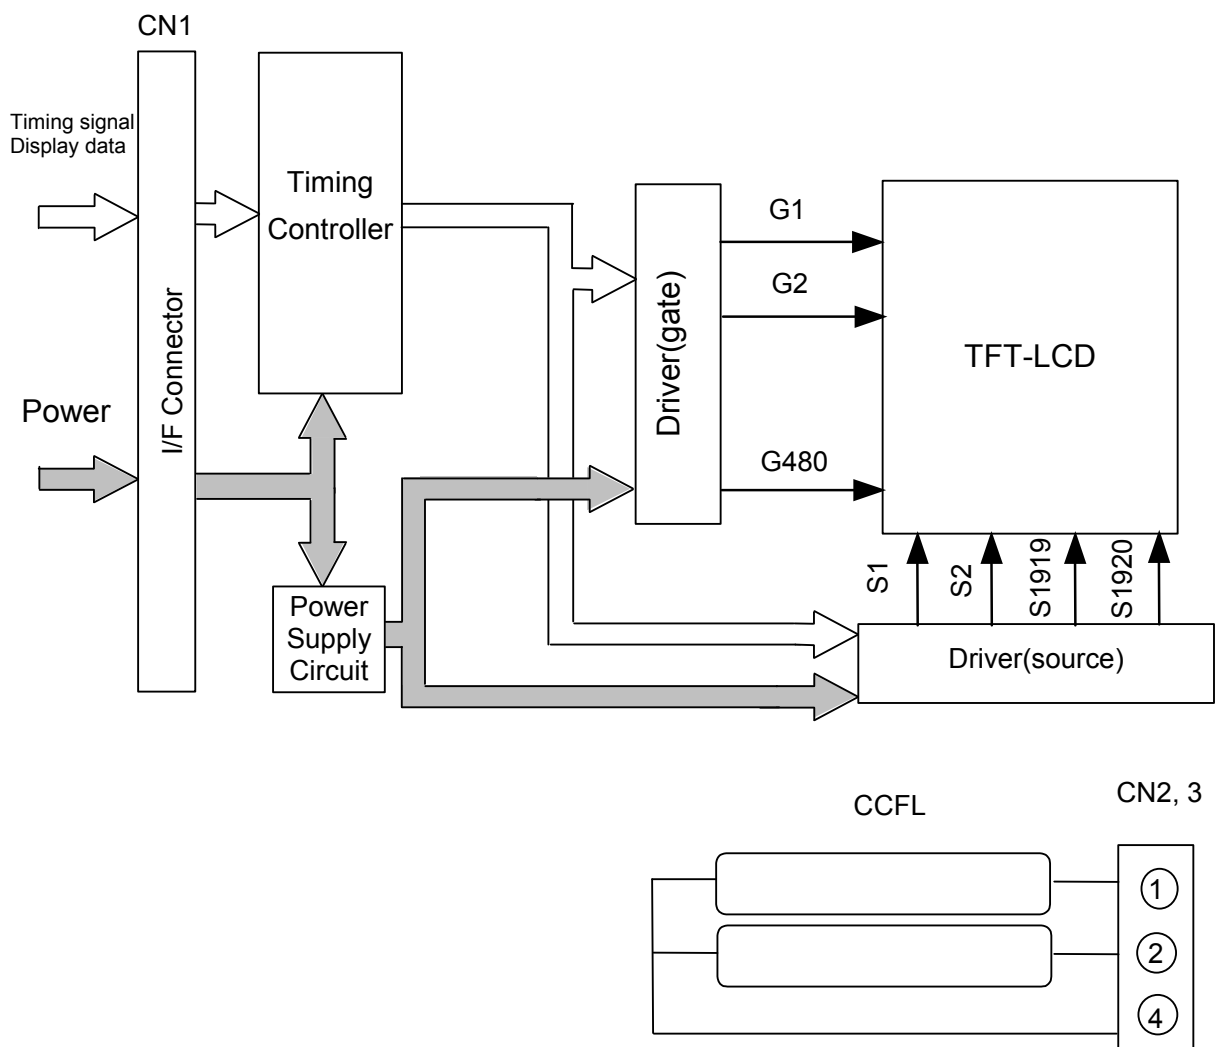 CN1
Timing signal
Display data
Timing
Controller
Power
I/F Connector
Driver(gate)
G1
G2
G480
TFT-LCD
S1
S2
S1919
S1920
Power
Supply
Circuit
Driver(source)
CCFL
CN2, 3
1
2
4